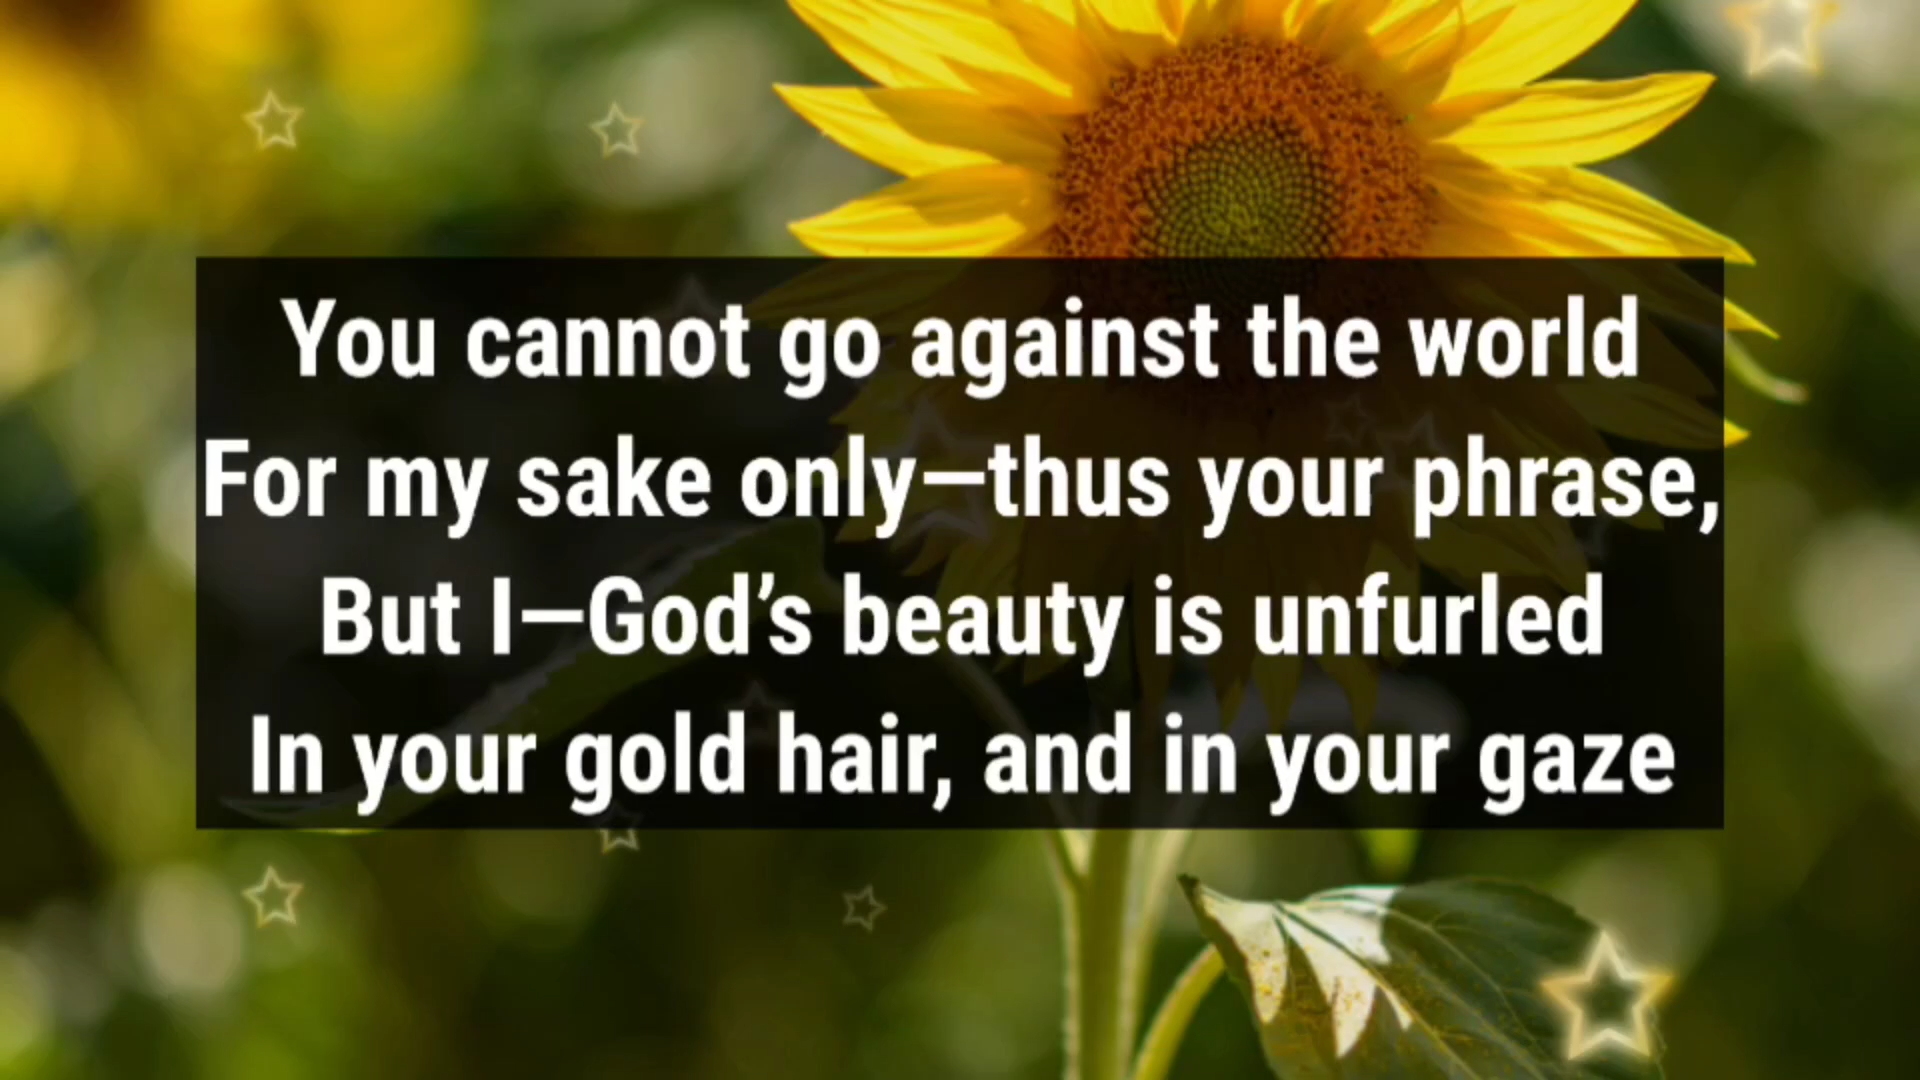 You cannot go against the world
For my sake only—thus your phrase,
But I—God’s beauty is unfurled
In your gold hair, and in your gaze